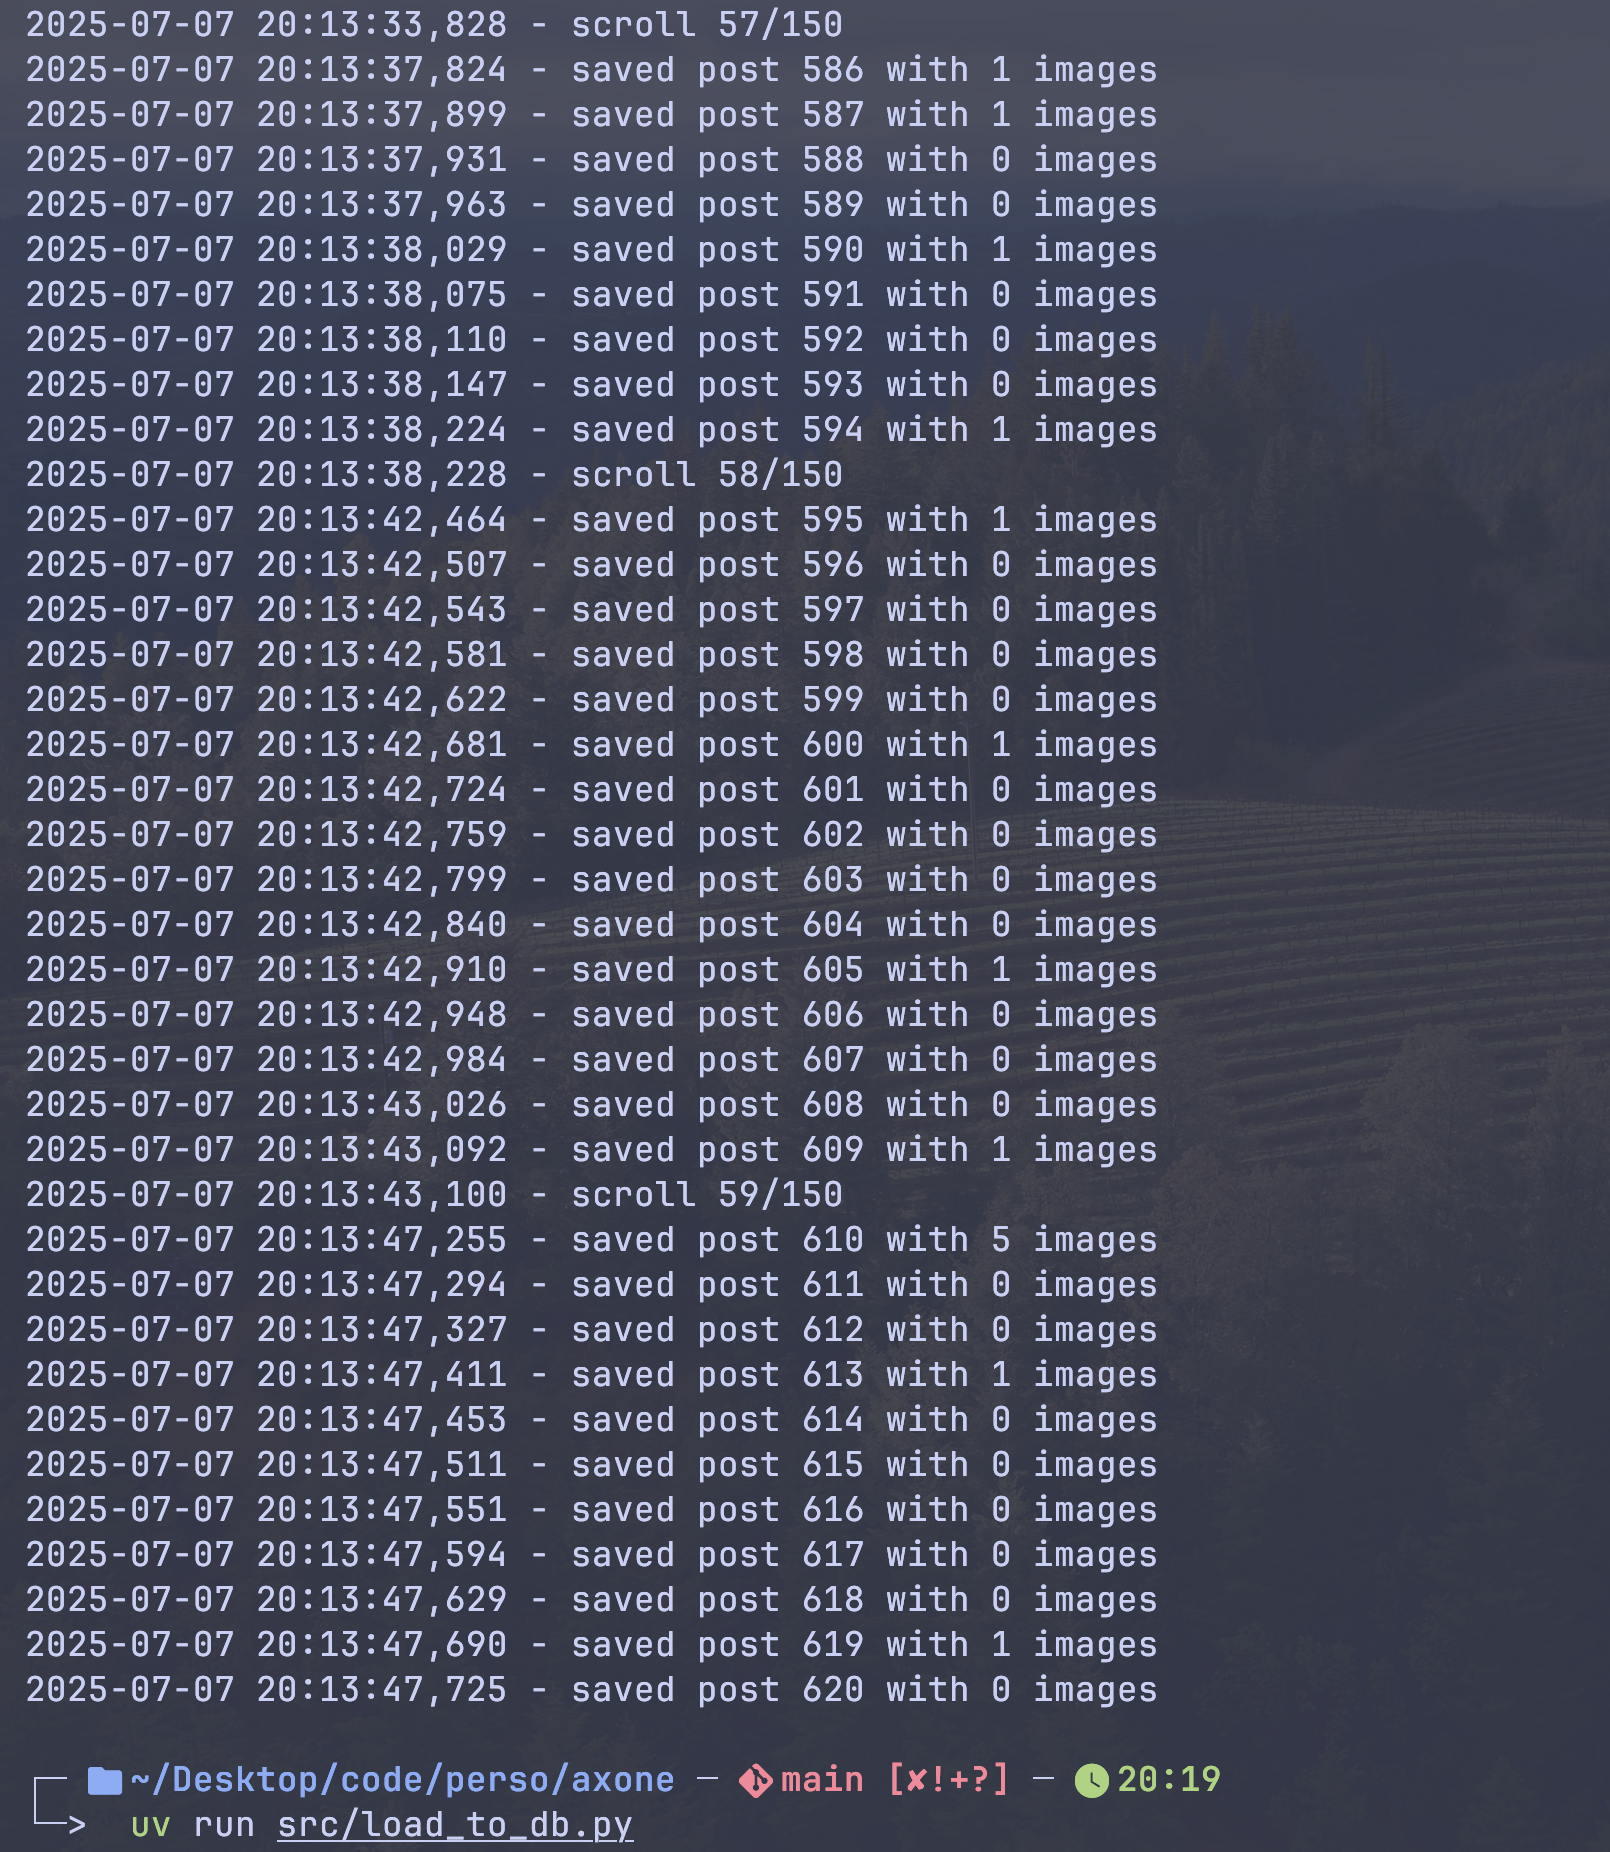 2025-07-07 20:13:33,828 - scroll 57/150
2025-07-07 20:13:37,824 - saved post 586 with 1 images
2025-07-07 20:13:37,899 - saved post 587 with 1 images
2025-07-07 20:13:37,931 - saved post 588 with 0 images
2025-07-07 20:13:37,963 - saved post 589 with 0 images
2025-07-07 20:13:38,029 - saved post 590 with 1 images
2025-07-07 20:13:38,075 - saved post 591 with 0 images
2025-07-07 20:13:38,110 - saved post 592 with 0 images
2025-07-07 20:13:38,147 - saved post 593 with 0 images
2025-07-07 20:13:38,224 - saved post 594 with 1 images
2025-07-07 20:13:38,228 - scroll 58/150
2025-07-07 20:13:42,464 - saved post 595 with 1 images
2025-07-07 20:13:42,507 - saved post 596 with 0 images
2025-07-07 20:13:42,543 - saved post 597 with 0 images
2025-07-07 20:13:42,581 - saved post 598 with 0 images
2025-07-07 20:13:42,622 - saved post 599 with 0 images
2025-07-07 20:13:42,681 - saved post 600 with 1 images
2025-07-07 20:13:42,724 - saved post 601 with 0 images
2025-07-07 20:13:42,759 - saved post 602 with 0 images
2025-07-07 20:13:42,799 - saved post 603 with 0 images
2025-07-07 20:13:42,840 - saved post 604 with 0 images
2025-07-07 20:13:42,910 - saved post 605 with 1 images
2025-07-07 20:13:42,948 - saved post 606 with 0 images
2025-07-07 20:13:42,984 - saved post 607 with 0 images
2025-07-07 20:13:43,026 - saved post 608 with 0 images
2025-07-07 20:13:43,092 - saved post 609 with 1 images
2025-07-07 20:13:43,100 - scroll 59/150
2025-07-07 20:13:47,255 - saved post 610 with 5 images
2025-07-07 20:13:47,294 - saved post 611 with 0 images
2025-07-07 20:13:47,327 - saved post 612 with 0 images
2025-07-07 20:13:47,411 - saved post 613 with 1 images
2025-07-07 20:13:47,453 - saved post 614 with 0 images
2025-07-07 20:13:47,511 - saved post 615 with 0 images
2025-07-07 20:13:47,551 - saved post 616 with 0 images
2025-07-07 20:13:47,594 - saved post 617 with 0 images
2025-07-07 20:13:47,629 - saved post 618 with 0 images
2025-07-07 20:13:47,690 - saved post 619 with 1 images
2025-07-07 20:13:47,725 - saved post 620 with 0 images
~/Desktop/code/perso/axone — main [✘!+?] — 20:19
> uv run src/load_to_db.py